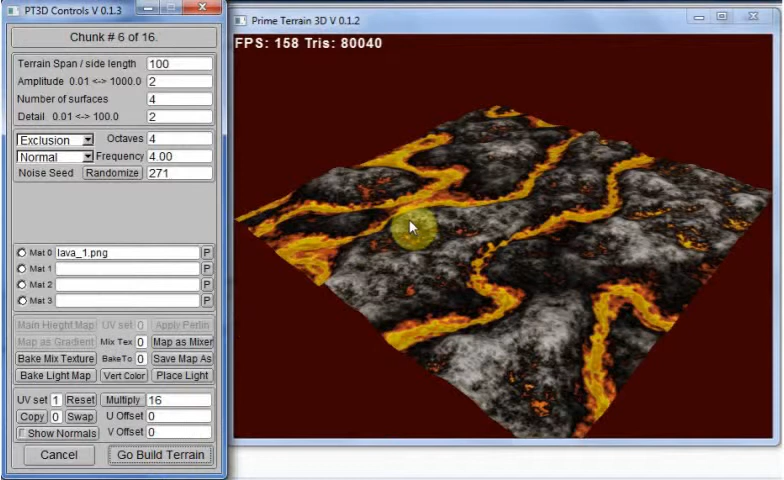 PT3D Controls V 0.1.3
Chunk # 6 of 16.
Terrain Span / side length 100
Amplitude 0.01 <-> 1000.0 2
Number of surfaces 4
Detail 0.01 <-> 100.0 2
Exclusion Octaves 4
Normal Frequency 4.00
Noise Seed Randomize 271
Mat 0 lava_1.png P
Mat 1 P
Mat 2 P
Mat 3 P
Main Hieght Map UV set 0 Apply Perlin
Map as Gradient Mix Tex 0 Map as Mixer
Bake Mix Texture BakeTo 0 Save Map As
Bake Light Map Vert Color Place Light
UV set 1 Reset Multiply 16
Copy 0 Swap U Offset 0
Show Normals V Offset 0
Cancel Go Build Terrain
Prime Terrain 3D V 0.1.2
FPS: 158 Tris: 80040